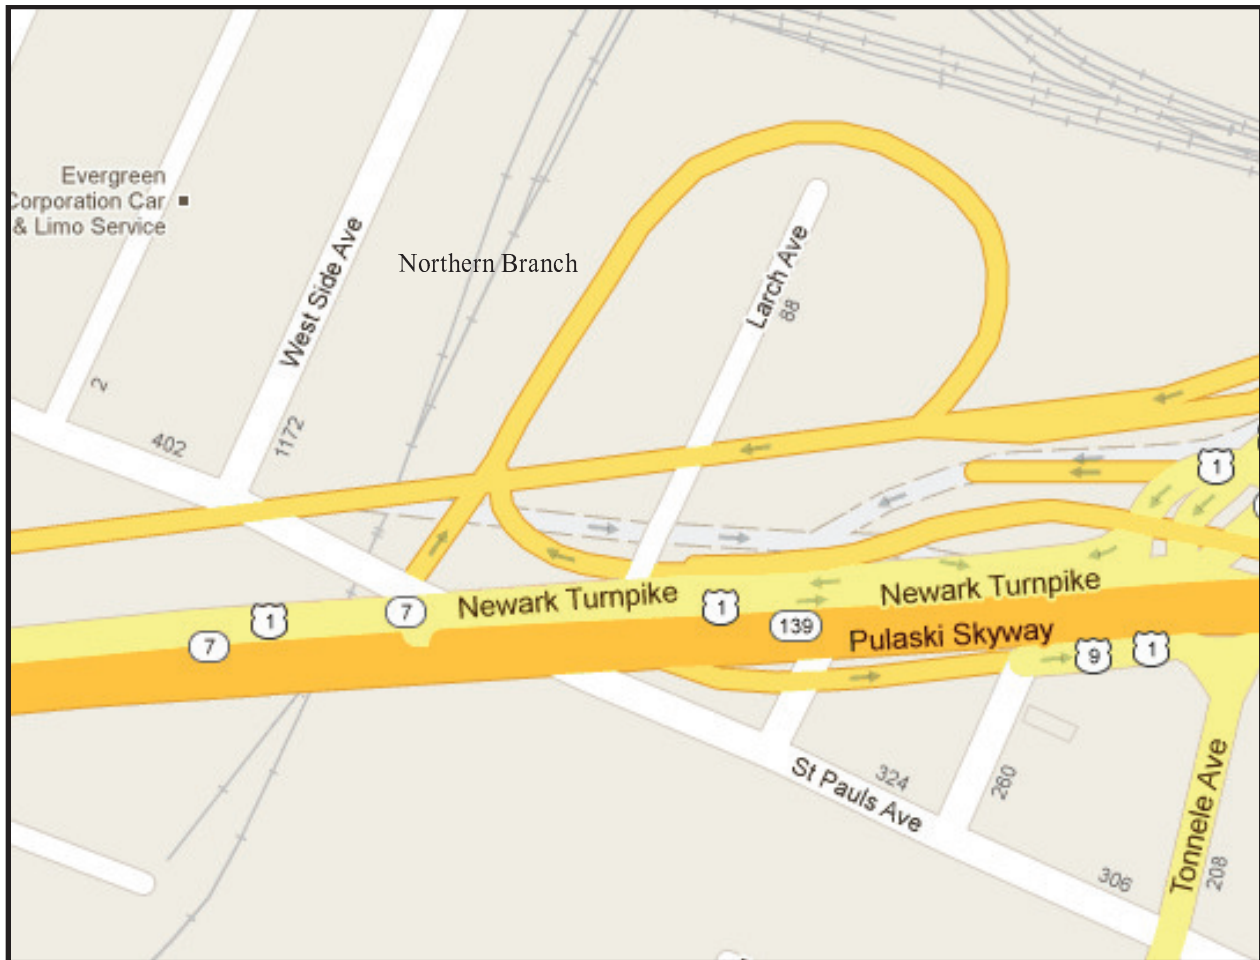 Evergreen
Corporation Car
& Limo Service
West Side Ave
Northern Branch
Larch Ave
88
2
402
1172
1
7
Newark Turnpike
1
Newark Turnpike
1
7
139
Pulaski Skyway
9
1
St Pauls Ave
324
260
306
Tonnele Ave
208